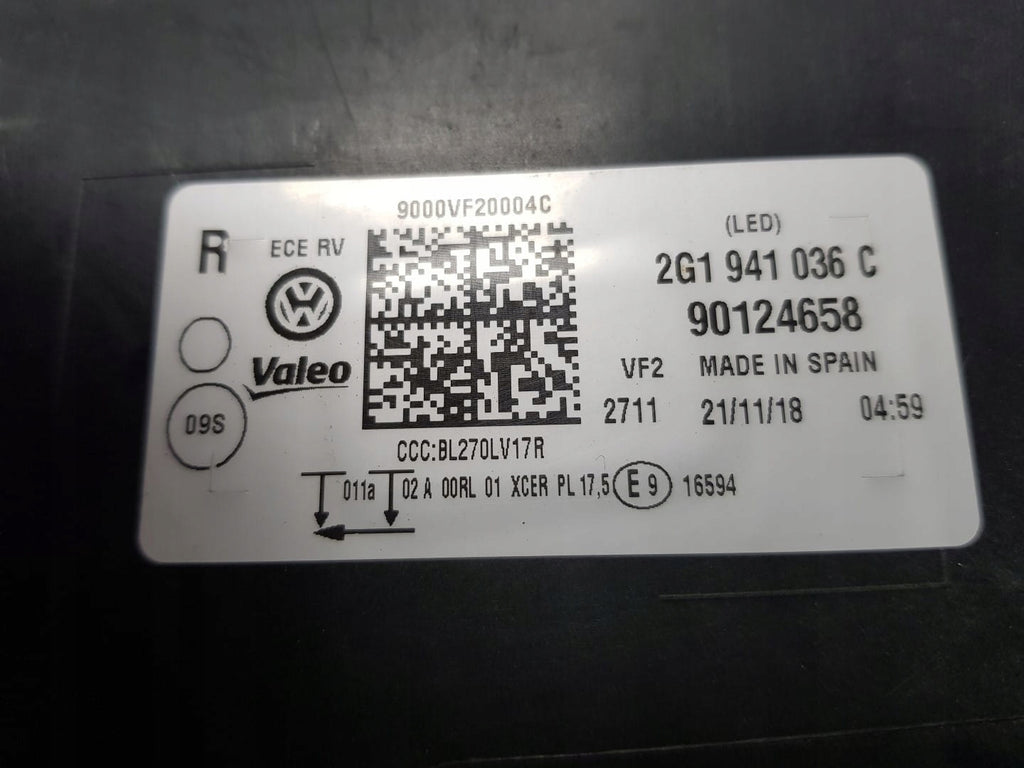 9000VF20004C
R
ECE RV
Valeo
09S
(LED)
2G1 941 036 C
90124658
VF2 MADE IN SPAIN
2711 21/11/18 04:59
CCC:BL270LV17R
011a 02 A 00RL 01 XCER PL 17,5 E 9 16594